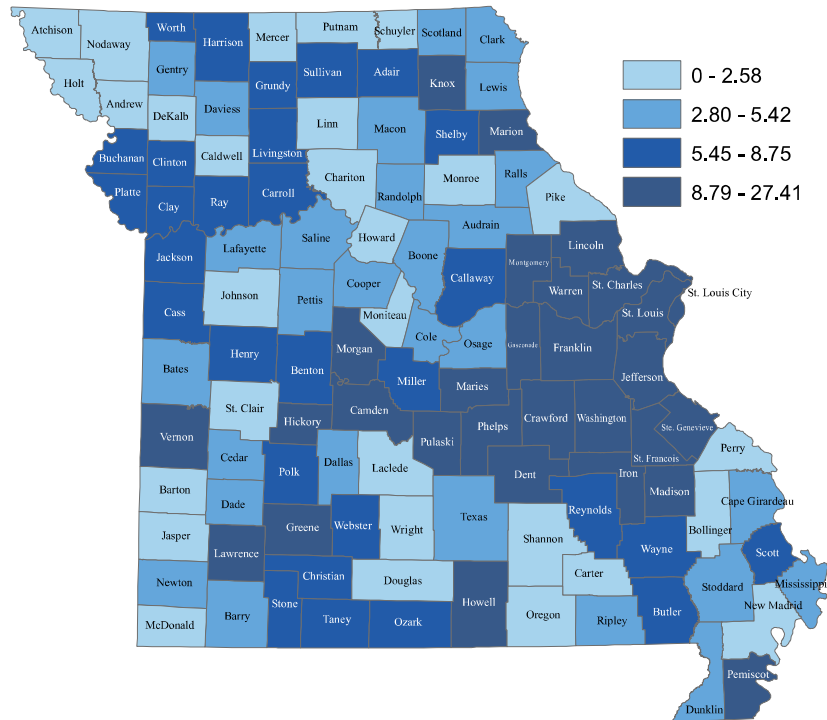 Atchison
Nodaway
Worth
Harrison
Mercer
Putnam
Schuyler
Scotland
Clark
Holt
Andrew
Gentry
DeKalb
Daviess
Grundy
Sullivan
Adair
Knox
Lewis
Linn
Macon
Shelby
Marion
Buchanan
Clinton
Caldwell
Livingston
Chariton
Randolph
Monroe
Ralls
Pike
Platte
Clay
Ray
Carroll
0 - 2.58
2.80 - 5.42
5.45 - 8.75
8.79 - 27.41
Jackson
Lafayette
Saline
Howard
Boone
Audrain
Callaway
Montgomery
Lincoln
Warren
St. Charles
St. Louis City
St. Louis
Cass
Johnson
Pettis
Cooper
Moniteau
Cole
Osage
Gasconade
Franklin
Jefferson
Bates
Henry
Benton
Morgan
Miller
Maries
St. Clair
Hickory
Camden
Pulaski
Phelps
Crawford
Washington
Ste. Genevieve
St. Francois
Perry
Vernon
Cedar
Polk
Dallas
Laclede
Dent
Iron
Madison
Bollinger
Cape Girardeau
Barton
Dade
Greene
Webster
Wright
Texas
Shannon
Reynolds
Wayne
Scott
Mississippi
Jasper
Lawrence
Christian
Douglas
Howell
Carter
Stoddard
New Madrid
Newton
McDonald
Barry
Stone
Taney
Ozark
Oregon
Ripley
Butler
Dunklin
Pemiscot